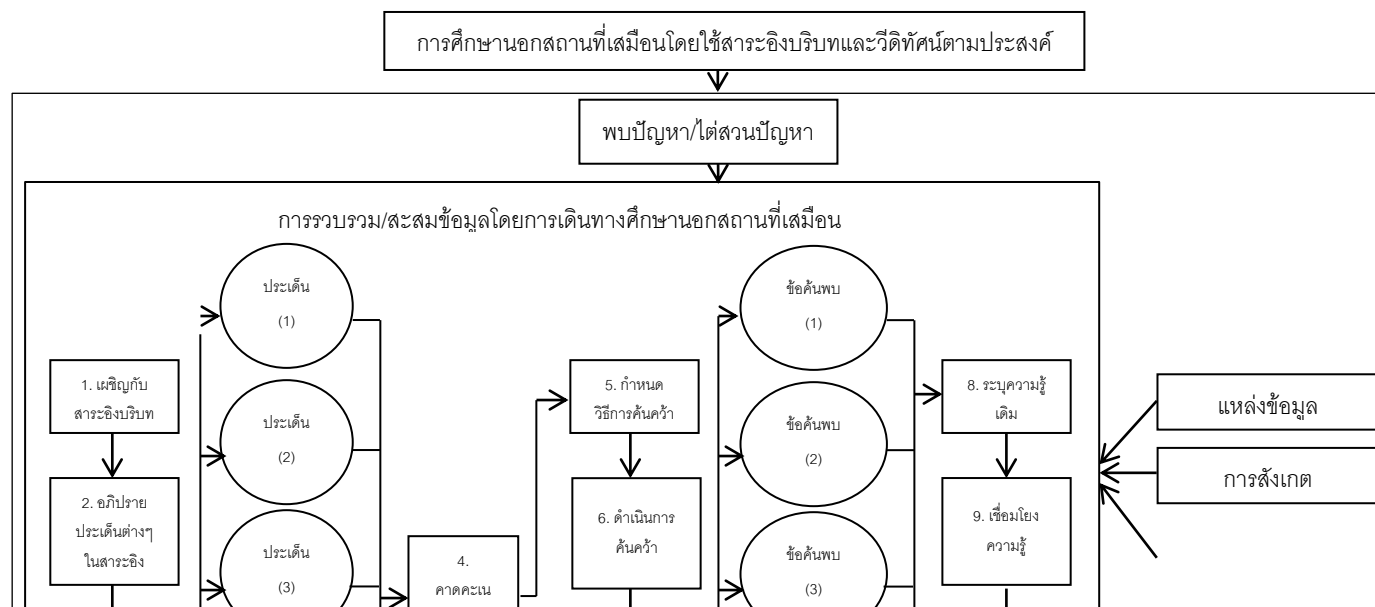 การศึกษานอกสถานที่เสมือนโดยใช้สาระอิงบริบทและวีดิทัศน์ตามประสงค์
พบปัญหา/ไต่สวนปัญหา
การรวบรวม/สะสมข้อมูลโดยการเดินทางศึกษานอกสถานที่เสมือน
1. เผชิญกับ
สาระอิงบริบท
2. อภิปราย
ประเด็นต่างๆ
ในสาระอิง
ประเด็น
(1)
ประเด็น
(2)
ประเด็น
(3)
4.
คาดคะเน
5. กำหนด
วิธีการค้นคว้า
6. ดำเนินการ
ค้นคว้า
ข้อค้นพบ
(1)
ข้อค้นพบ
(2)
ข้อค้นพบ
(3)
8. ระบุความรู้
เดิม
9. เชื่อมโยง
ความรู้
แหล่งข้อมูล
การสังเกต